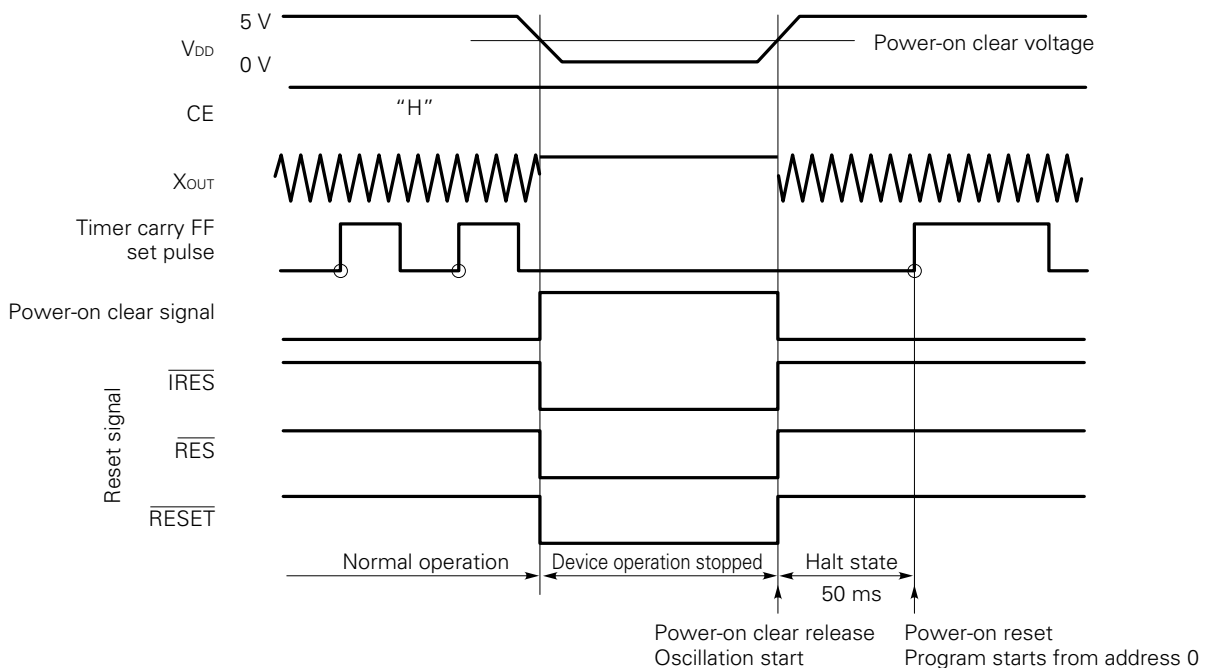 5 V
VDD
Power-on clear voltage
0 V
CE
“H”
XOUT
Timer carry FF
set pulse
Power-on clear signal
Reset signal
IRES
RES
RESET
Normal operation
Device operation stopped
Halt state
50 ms
Power-on clear release
Oscillation start
Power-on reset
Program starts from address 0